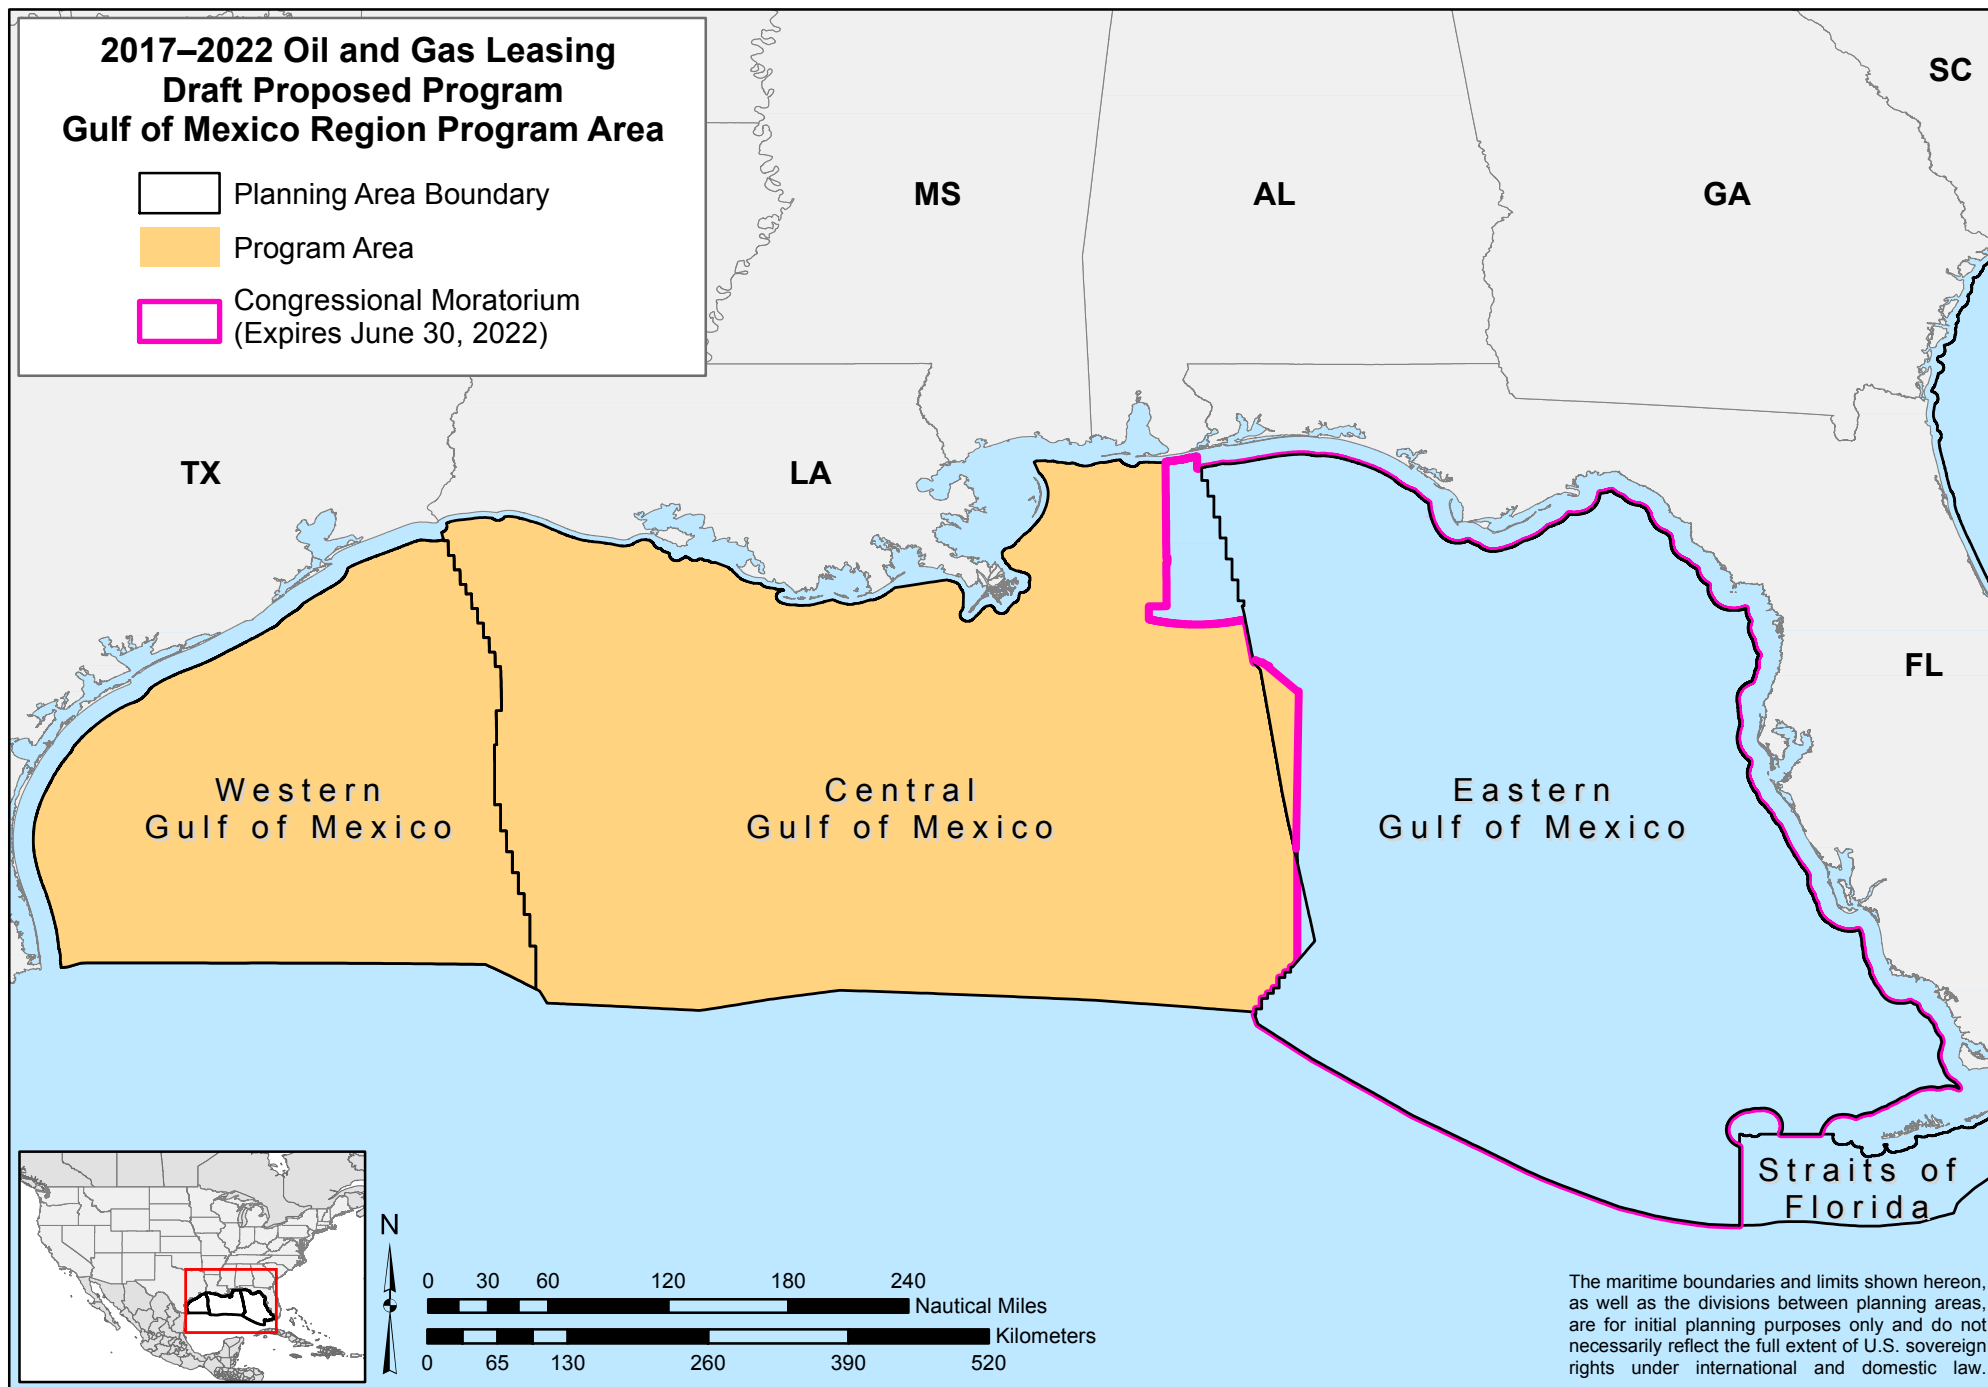 2017–2022 Oil and Gas Leasing
Draft Proposed Program
Gulf of Mexico Region Program Area
Planning Area Boundary
Program Area
Congressional Moratorium
(Expires June 30, 2022)
SC
MS
AL
GA
TX
LA
FL
Western
Gulf of Mexico
Central
Gulf of Mexico
Eastern
Gulf of Mexico
Straits of
Florida
N
0 30 60 120 180 240
Nautical Miles
Kilometers
0 65 130 260 390 520
The maritime boundaries and limits shown hereon,
as well as the divisions between planning areas,
are for initial planning purposes only and do not
necessarily reflect the full extent of U.S. sovereign
rights under international and domestic law.